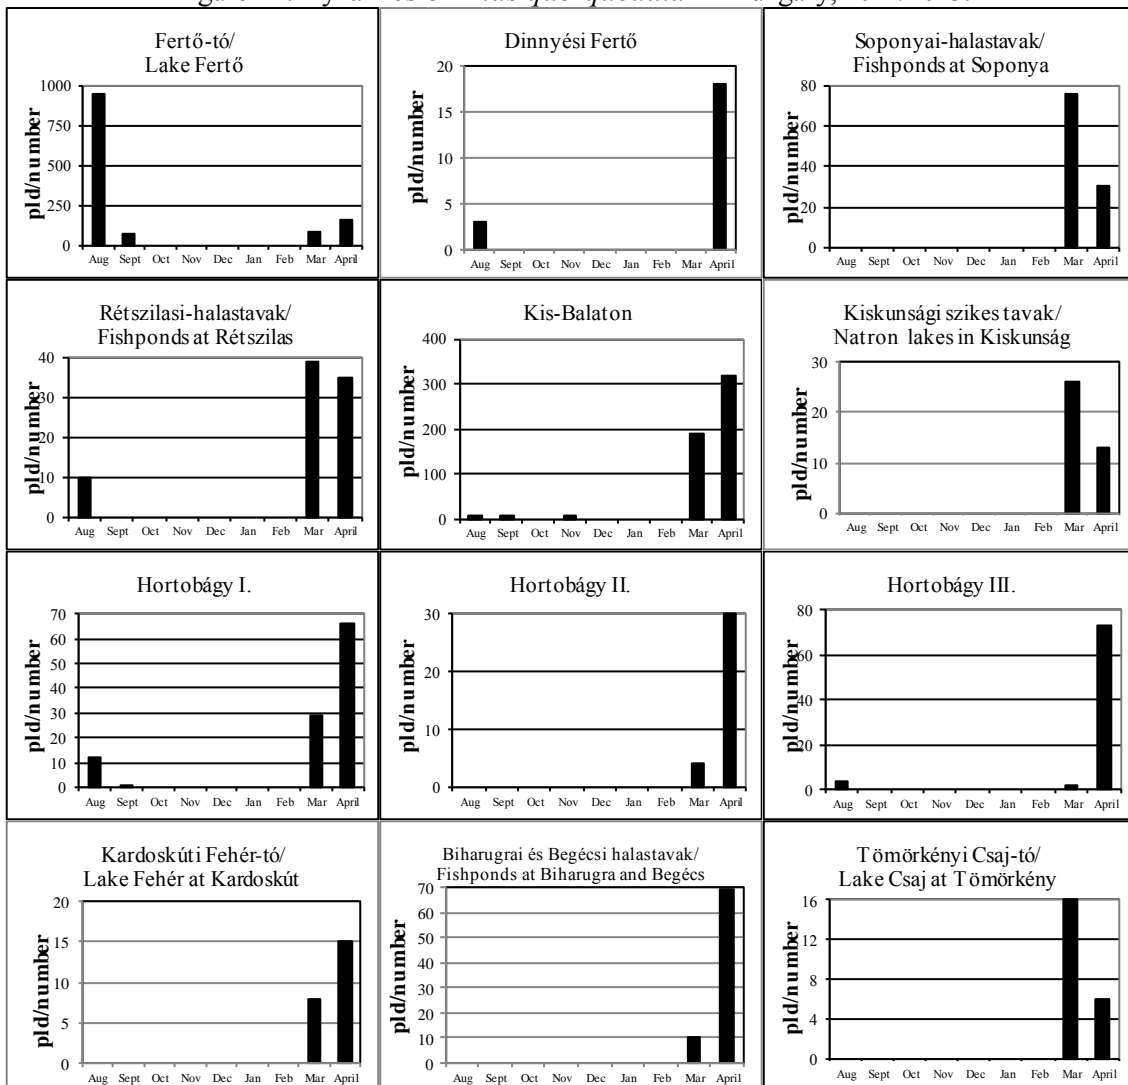 Fertő-tó/
Lake Fertő
pld/number
1000
750
500
250
0
Aug Sept Oct Nov Dec Jan Feb Mar April
Dinnyési Fertő
pld/number
20
15
10
5
0
Aug Sept Oct Nov Dec Jan Feb Mar April
Soponyai-halastavak/
Fishponds at Soponya
pld/number
80
60
40
20
0
Aug Sept Oct Nov Dec Jan Feb Mar April
Rétszilasi-halastavak/
Fishponds at Rétszilas
pld/number
40
30
20
10
0
Aug Sept Oct Nov Dec Jan Feb Mar April
Kis-Balaton
pld/number
400
300
200
100
0
Aug Sept Oct Nov Dec Jan Feb Mar April
Kiskunsági szikes tavak/
Natron lakes in Kiskunság
pld/number
30
20
10
0
Aug Sept Oct Nov Dec Jan Feb Mar April
Hortobágy I.
pld/number
70
60
50
40
30
20
10
0
Aug Sept Oct Nov Dec Jan Feb Mar April
Hortobágy II.
pld/number
30
20
10
0
Aug Sept Oct Nov Dec Jan Feb Mar April
Hortobágy III.
pld/number
80
60
40
20
0
Aug Sept Oct Nov Dec Jan Feb Mar April
Kardoskúti Fehér-tó/
Lake Fehér at Kardoskút
pld/number
20
15
10
5
0
Aug Sept Oct Nov Dec Jan Feb Mar April
Biharugrai és Begécsi halastavak/
Fishponds at Biharugra and Begécs
pld/number
70
60
50
40
30
20
10
0
Aug Sept Oct Nov Dec Jan Feb Mar April
Tömörkényi Csaj-tó/
Lake Csaj at Tömörkény
pld/number
16
12
8
4
0
Aug Sept Oct Nov Dec Jan Feb Mar April